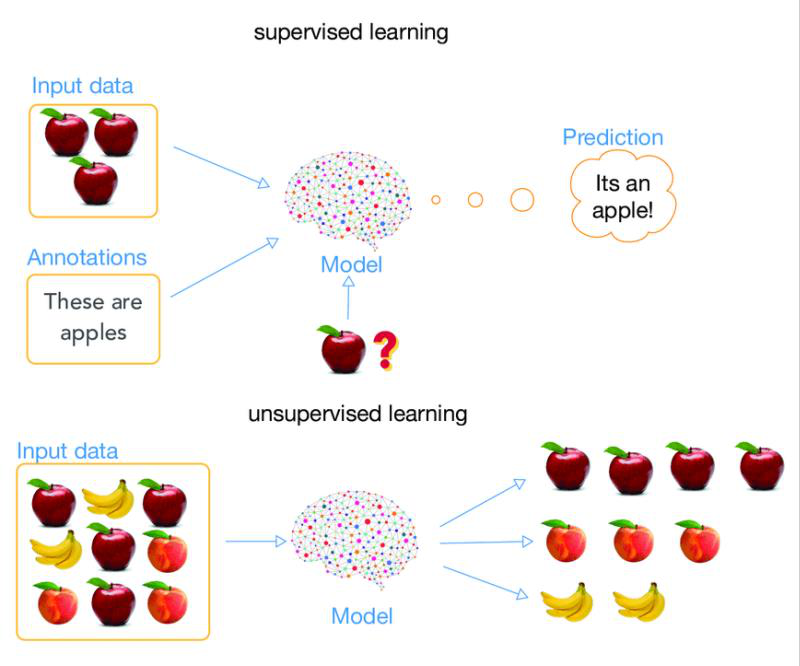 supervised learning
Input data
Prediction
Its an
apple!
Annotations
These are
apples
Model
?
unsupervised learning
Input data
Model